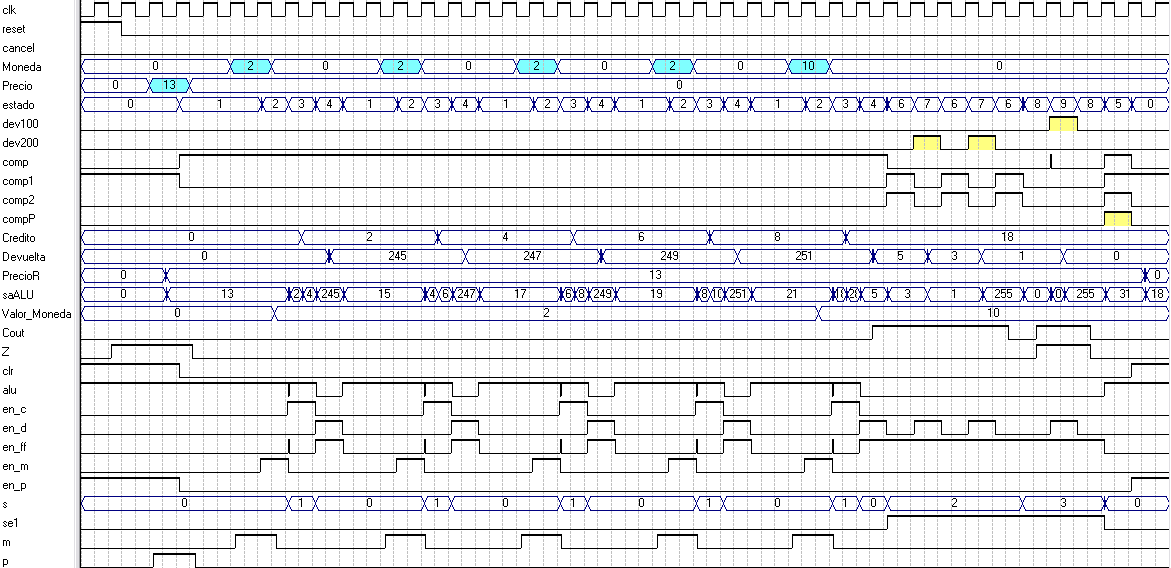 clk
reset
cancel
Moneda 0 2 0 2 0 2 0 2 0 10 0
Precio 0 13 0
estado 0 1 2 3 4 1 2 3 4 1 2 3 4 1 2 3 4 1 2 3 4 6 7 6 7 6 8 9 8 5 0
dev100
dev200
comp
comp1
comp2
compP
Credito 0 2 4 6 8 18
Devuelta 0 245 247 249 251 5 3 1 0
PrecioR 0 13 0
saALU 0 13 2 4 245 15 4 6 247 17 6 8 249 19 8 10 251 21 5 3 1 255 0 0 255 31 18
Valor_Moneda 0 2 10
Cout
Z
clr
alu
en_c
en_d
en_ff
en_m
en_p
s 0 1 0 1 0 1 0 1 0 1 0 2 3 0
se1
m
p